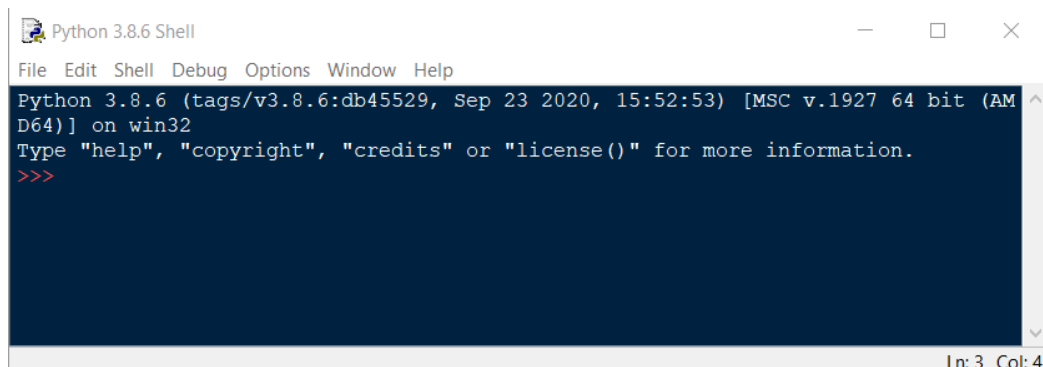 Python 3.8.6 Shell
File Edit Shell Debug Options Window Help
Python 3.8.6 (tags/v3.8.6:db45529, Sep 23 2020, 15:52:53) [MSC v.1927 64 bit (AM
D64)] on win32
Type "help", "copyright", "credits" or "license()" for more information.
>>>
Ln: 3 Col: 4